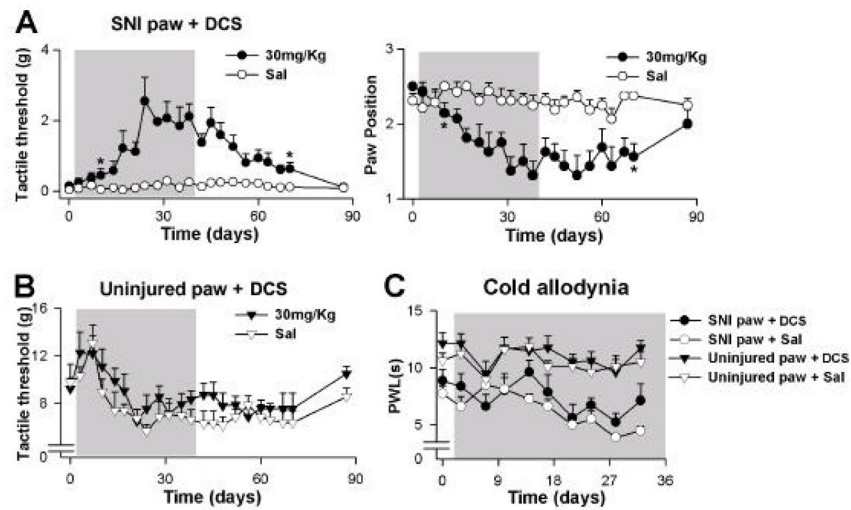 A
SNI paw + DCS
Tactile threshold (g)
4
2
0
30mg/Kg
Sal
*
*
0 30 60 90
Time (days)
Paw Position
3
2
1
30mg/Kg
Sal
*
*
0 30 60 90
Time (days)
B
Uninjured paw + DCS
Tactile threshold (g)
16
12
8
0
30mg/Kg
Sal
0 30 60 90
Time (days)
C
Cold allodynia
PWL(s)
15
10
5
0
SNI paw + DCS
SNI paw + Sal
Uninjured paw + DCS
Uninjured paw + Sal
0 9 18 27 36
Time (days)